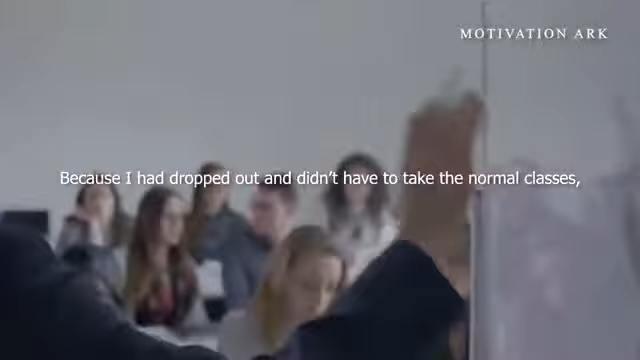 MOTIVATION ARK
Because I had dropped out and didn't have to take the normal classes,